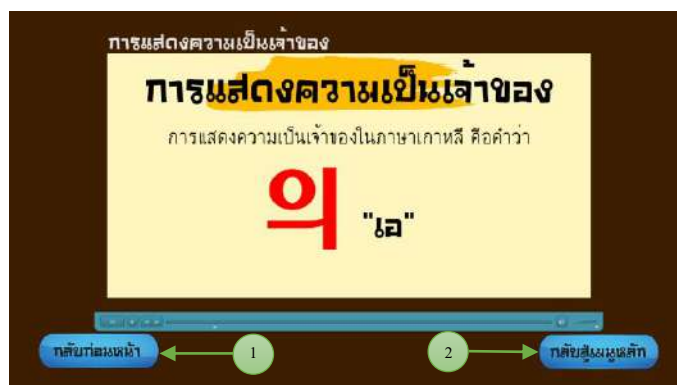 การแสดงความเป็นเจ้าของ
การแสดงความเป็นเจ้าของ
การแสดงความเป็นเจ้าของในภาษาเกาหลี คือคำว่า
의 "เอ"
กลับก่อนหน้า 1 2 กลับสู่เมนูหลัก